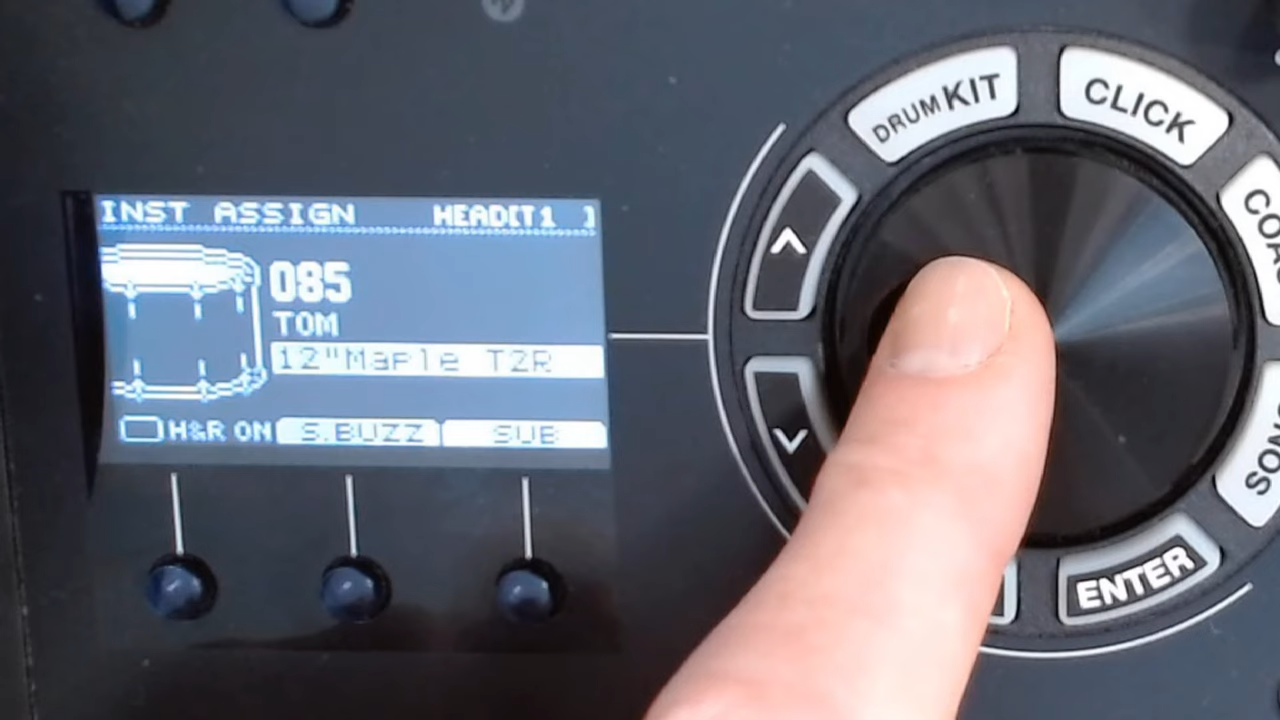 DRUM KIT
CLICK
INST ASSIGN HEAD[T1 ]
085
TOM
12"Maple T2R
H&R ON S.BUZZ SUB
ENTER